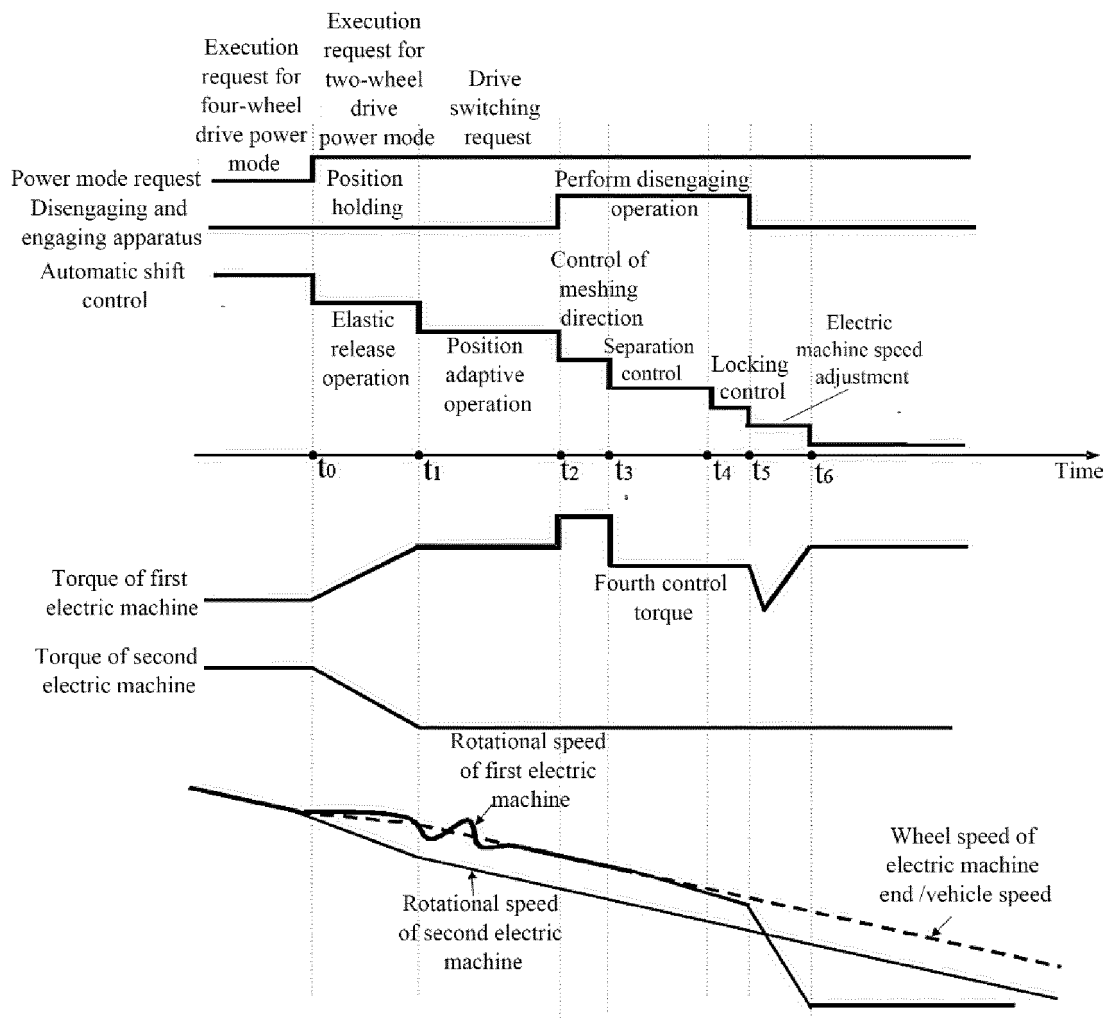 Execution
request for
four-wheel
drive power
mode
Execution
request for
two-wheel
drive
power mode
Drive
switching
request
Power mode request
Position
holding
Perform disengaging
operation
Disengaging and
engaging apparatus
Automatic shift
control
Elastic
release
operation
Position
adaptive
operation
Control of
meshing
direction
Separation
control
Locking
control
Electric
machine speed
adjustment
t0
t1
t2
t3
t4
t5
t6
Time
Torque of first
electric machine
Fourth control
torque
Torque of second
electric machine
Rotational speed
of first electric
machine
Rotational speed
of second electric
machine
Wheel speed of
electric machine
end /vehicle speed